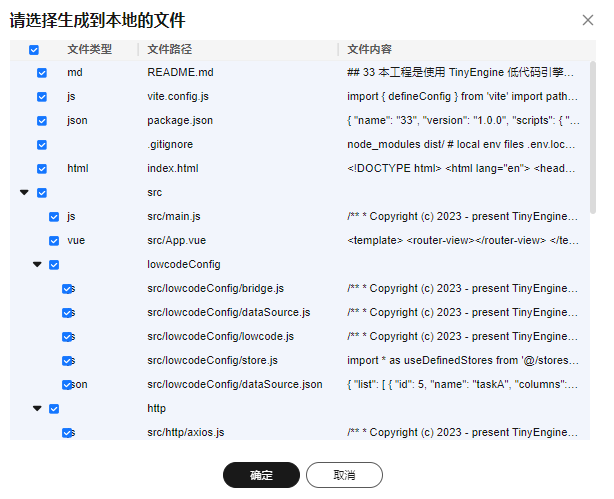 请选择生成到本地的文件
文件类型 文件路径 文件内容
md README.md ## 33 本工程是使用 TinyEngine 低代码引擎…
js vite.config.js import { defineConfig } from 'vite' import path…
json package.json { "name": "33", "version": "1.0.0", "scripts": { "…
.gitignore node_modules dist/ # local env files .env.loc…
html index.html <!DOCTYPE html> <html lang="en"> <head…
src
js src/main.js /** * Copyright (c) 2023 - present TinyEngine…
vue src/App.vue <template> <router-view></router-view> </te…
lowcodeConfig
s src/lowcodeConfig/bridge.js /** * Copyright (c) 2023 - present TinyEngine…
s src/lowcodeConfig/dataSource.js /** * Copyright (c) 2023 - present TinyEngine…
s src/lowcodeConfig/lowcode.js /** * Copyright (c) 2023 - present TinyEngine…
s src/lowcodeConfig/store.js import * as useDefinedStores from '@/stores…
son src/lowcodeConfig/dataSource.json { "list": [ { "id": 5, "name": "taskA", "columns":…
http
s src/http/axios.js /** * Copyright (c) 2023 - present TinyEngine…
确定 取消